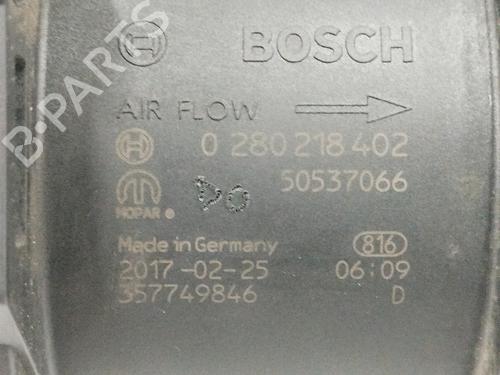 BOSCH
AIR FLOW
0 280 218 402
50537066
MOPAR ®
04
Made in Germany
816
2017-02-25 06:09
357749846 D
B-PARTS